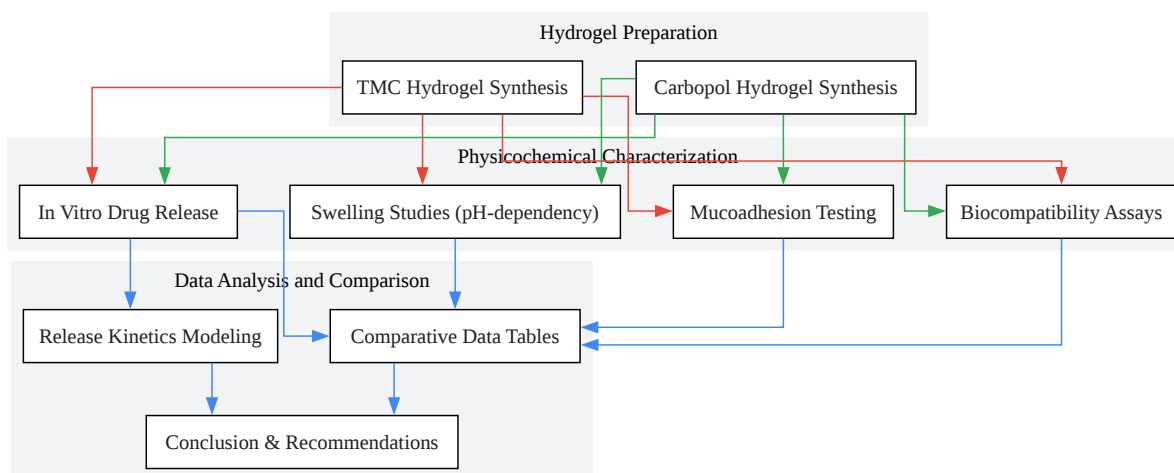 Hydrogel Preparation
TMC Hydrogel Synthesis
Carbopol Hydrogel Synthesis
Physicochemical Characterization
In Vitro Drug Release
Swelling Studies (pH-dependency)
Mucoadhesion Testing
Biocompatibility Assays
Data Analysis and Comparison
Release Kinetics Modeling
Comparative Data Tables
Conclusion & Recommendations